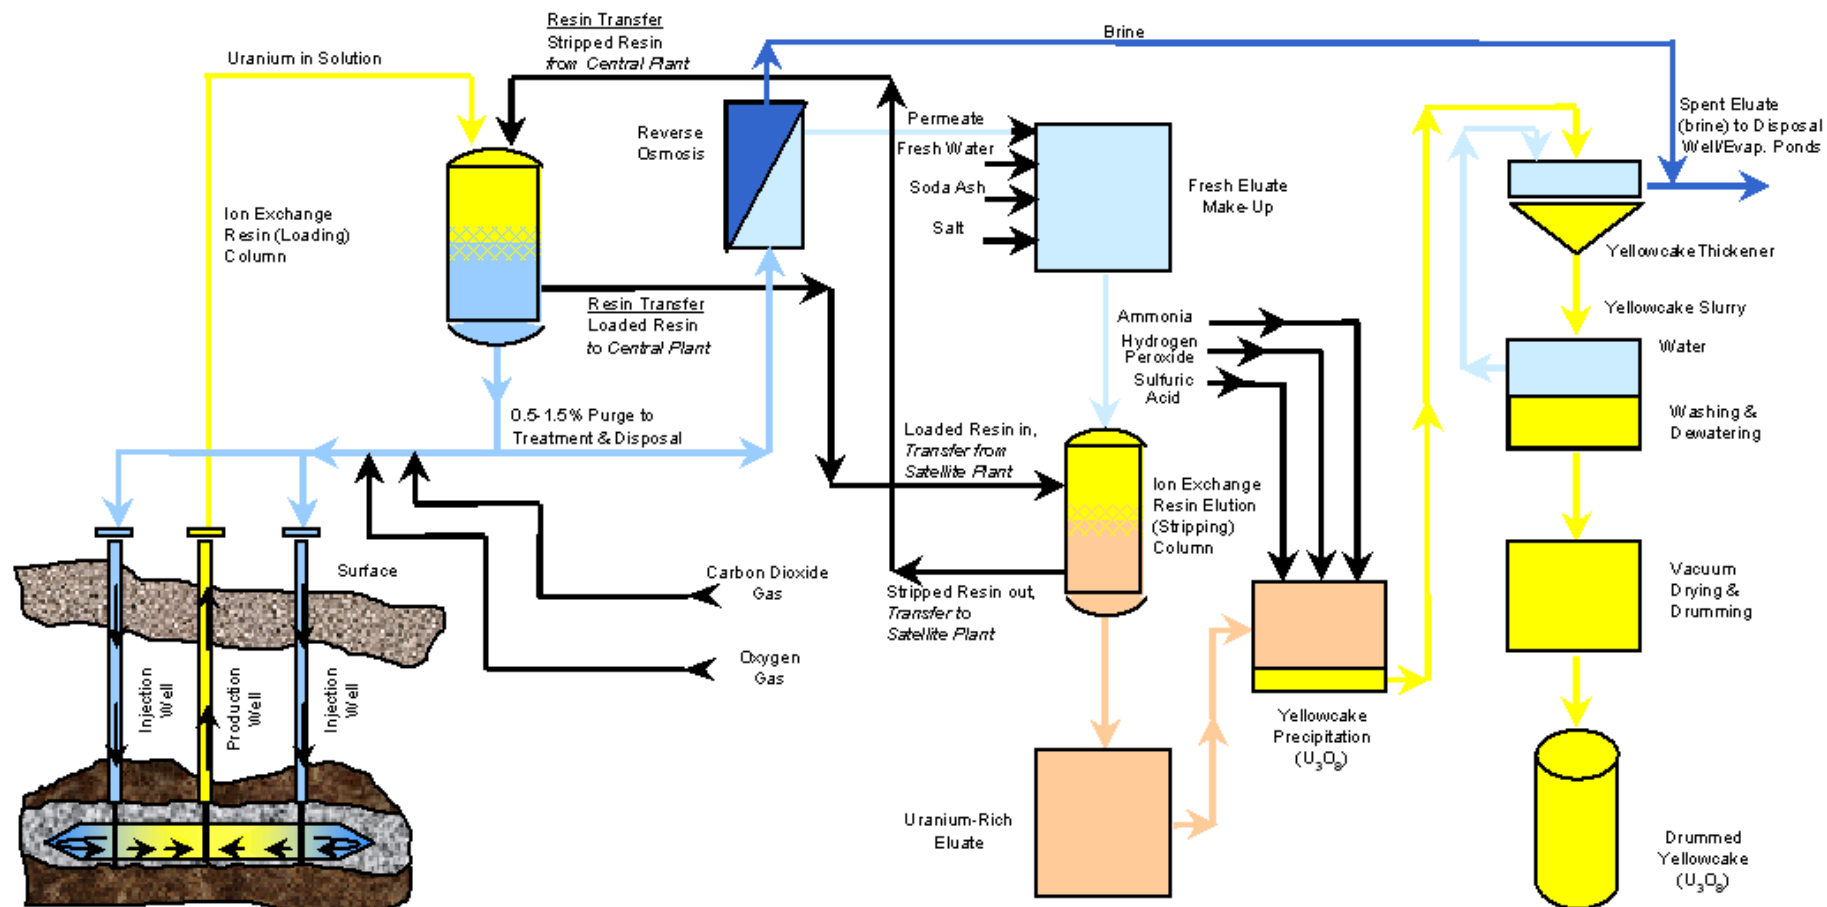 Resin Transfer
Stripped Resin
from Central Plant
Brine
Uranium in Solution
Spent Eluate
(brine) to Disposal
Well/Evap. Ponds
Reverse
Osmosis
Permeate
Fresh Water
Soda Ash
Salt
Fresh Eluate
Make-Up
Ion Exchange
Resin (Loading)
Column
Yellowcake Thickener
Resin Transfer
Loaded Resin
to Central Plant
Yellowcake Slurry
Ammonia
Hydrogen
Peroxide
Sulfuric
Acid
Water
0.5-1.5% Purge to
Treatment & Disposal
Washing &
Dewatering
Loaded Resin in,
Transfer from
Satellite Plant
Ion Exchange
Resin Elution
(Stripping)
Column
Surface
Carbon Dioxide
Gas
Stripped Resin out,
Transfer to
Satellite Plant
Vacuum
Drying &
Drumming
Oxygen
Gas
Injection
Well
Production
Well
Injection
Well
Yellowcake
Precipitation
(U3O8)
Uranium-Rich
Eluate
Drummed
Yellowcake
(U3O8)